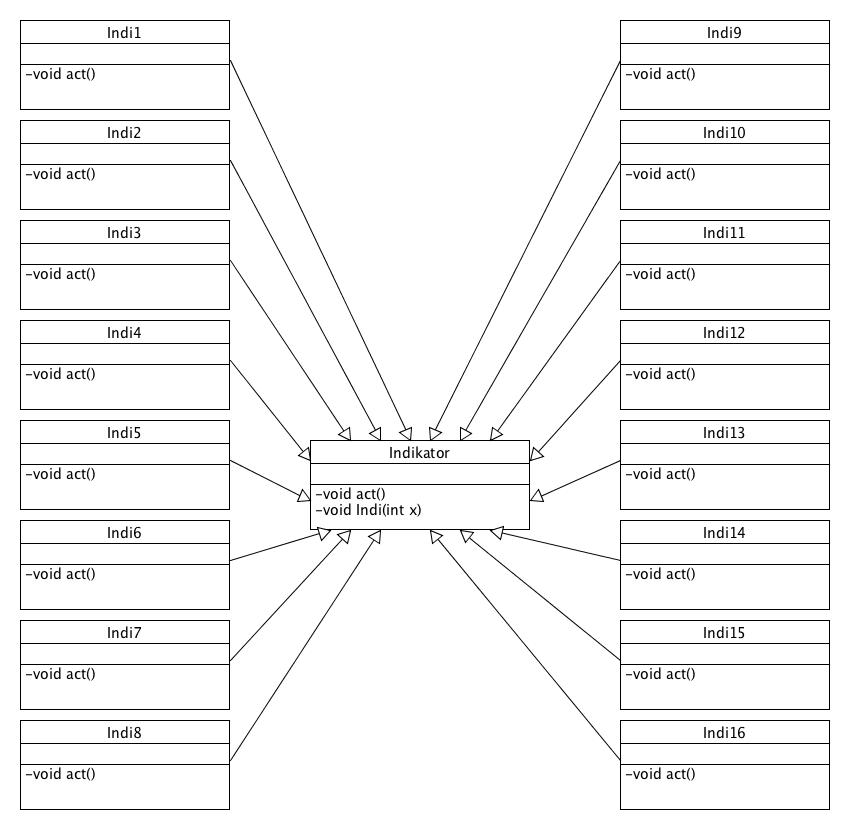 Indi1
–void act()
Indi2
–void act()
Indi3
–void act()
Indi4
–void act()
Indi5
–void act()
Indi6
–void act()
Indi7
–void act()
Indi8
–void act()
Indikator
–void act()
–void Indi(int x)
Indi9
–void act()
Indi10
–void act()
Indi11
–void act()
Indi12
–void act()
Indi13
–void act()
Indi14
–void act()
Indi15
–void act()
Indi16
–void act()